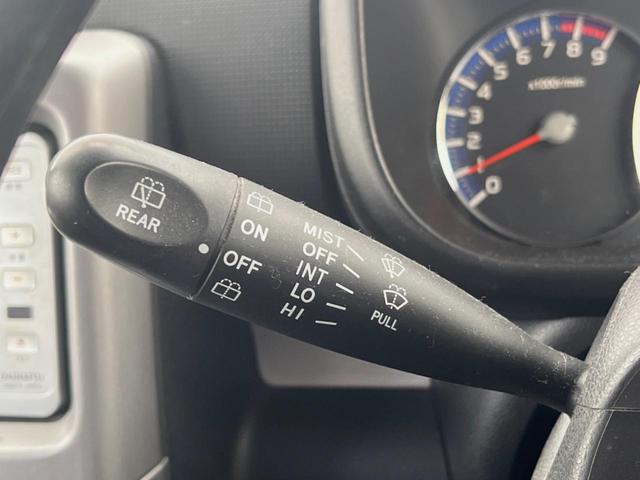 REAR
ON
OFF
MIST
OFF
INT
LO
HI
PULL
0
1
2
3
4
5
6
7
8
9
x1000r/min
DAIHATSU